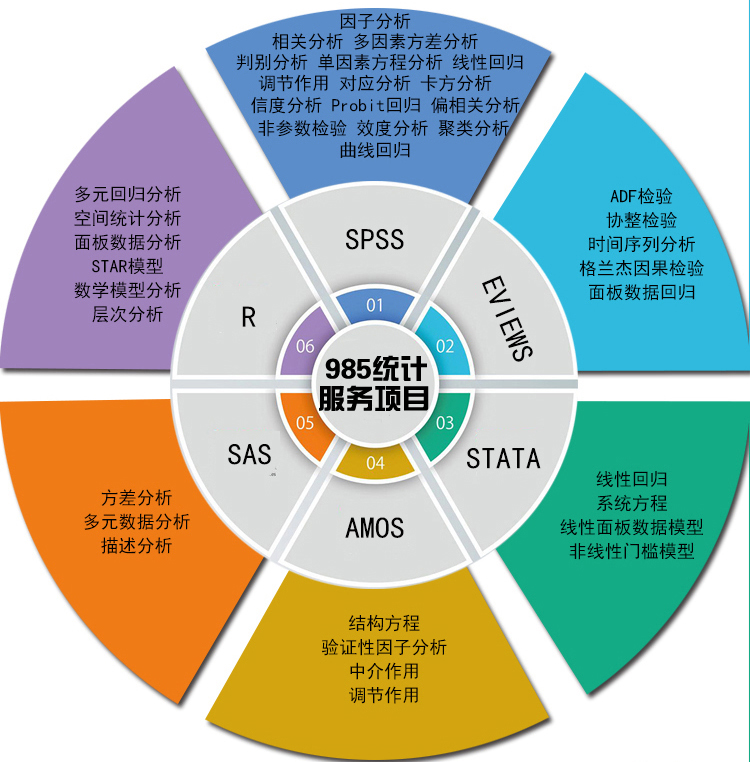 因子分析
相关分析 多因素方差分析
判别分析 单因素方程分析 线性回归
调节作用 对应分析 卡方分析
信度分析 Probit回归 偏相关分析
非参数检验 效度分析 聚类分析
曲线回归
SPSS
01
ADF检验
协整检验
时间序列分析
格兰杰因果检验
面板数据回归
EVIEWS
02
线性回归
系统方程
线性面板数据模型
非线性门槛模型
STATA
03
结构方程
验证性因子分析
中介作用
调节作用
AMOS
04
方差分析
多元数据分析
描述分析
SAS
05
多元回归分析
空间统计分析
面板数据分析
STAR模型
数学模型分析
层次分析
R
06
985统计
服务项目